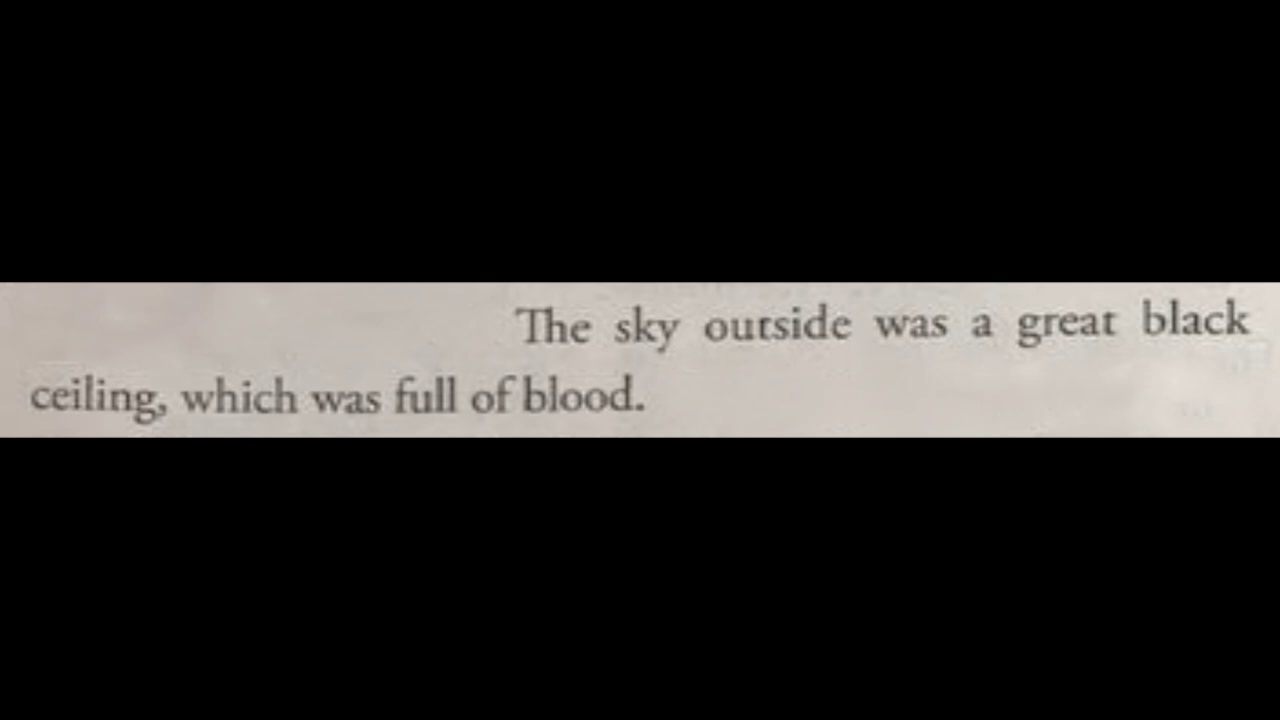 The sky outside was a great black
ceiling, which was full of blood.